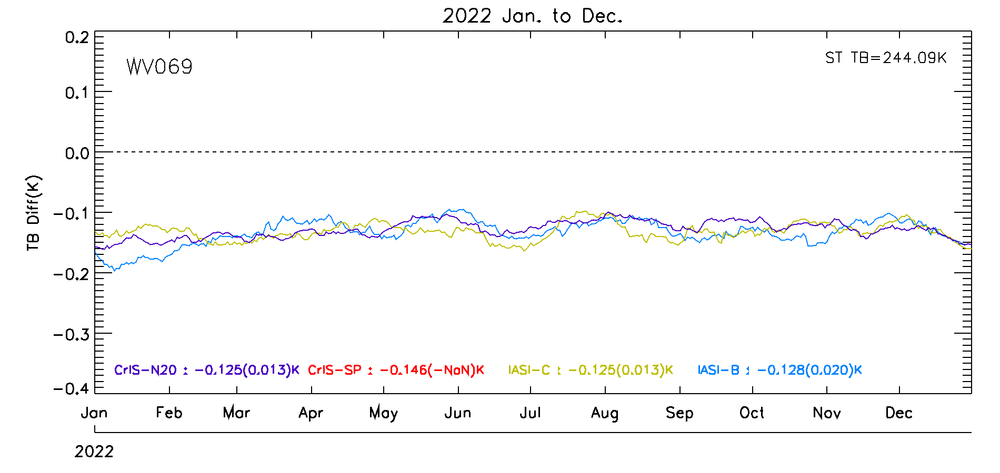 2022 Jan. to Dec.
WV069
ST TB=244.09K
0.2
0.1
0.0
-0.1
-0.2
-0.3
-0.4
TB Diff(K)
CrIS-N20 : -0.125(0.013)K CrIS-SP : -0.146(-NaN)K IASI-C : -0.125(0.013)K IASI-B : -0.128(0.020)K
Jan Feb Mar Apr May Jun Jul Aug Sep Oct Nov Dec
2022